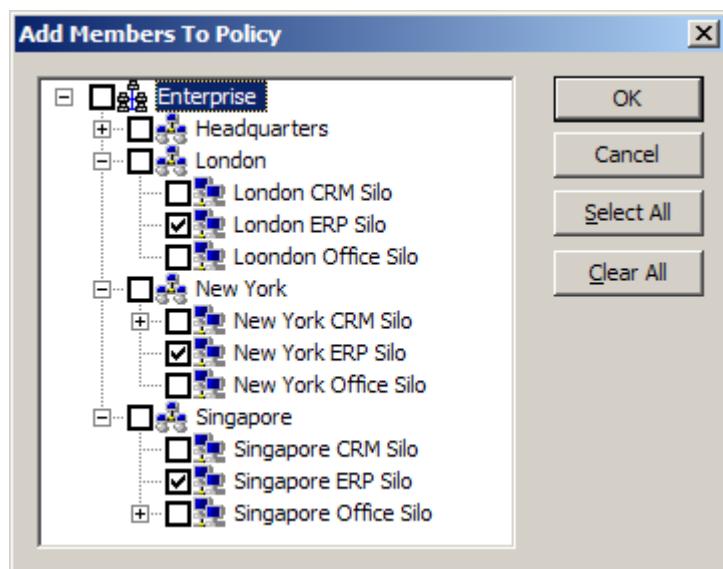 Add Members To Policy
Enterprise
Headquarters
London
London CRM Silo
London ERP Silo
Loondon Office Silo
New York
New York CRM Silo
New York ERP Silo
New York Office Silo
Singapore
Singapore CRM Silo
Singapore ERP Silo
Singapore Office Silo
OK
Cancel
Select All
Clear All